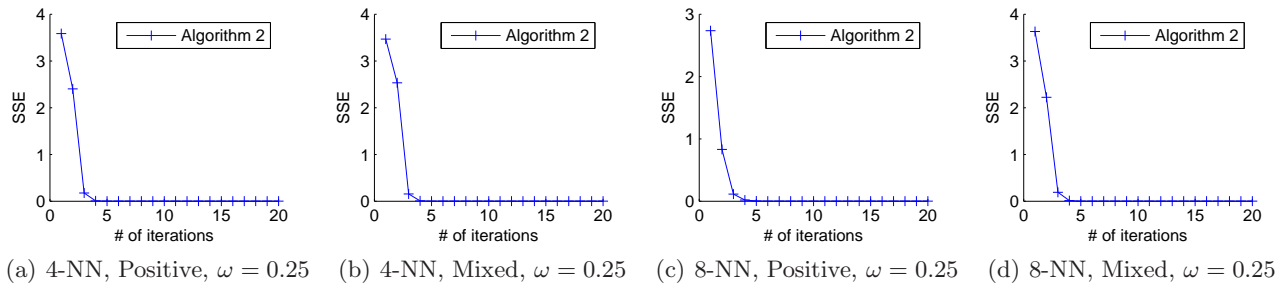 4
3
2
1
0
SSE
Algorithm 2
0
5
10
15
20
# of iterations
(a) 4-NN, Positive, ω = 0.25
4
3
2
1
0
SSE
Algorithm 2
0
5
10
15
20
# of iterations
(b) 4-NN, Mixed, ω = 0.25
3
2
1
0
SSE
Algorithm 2
0
5
10
15
20
# of iterations
(c) 8-NN, Positive, ω = 0.25
4
3
2
1
0
SSE
Algorithm 2
0
5
10
15
20
# of iterations
(d) 8-NN, Mixed, ω = 0.25